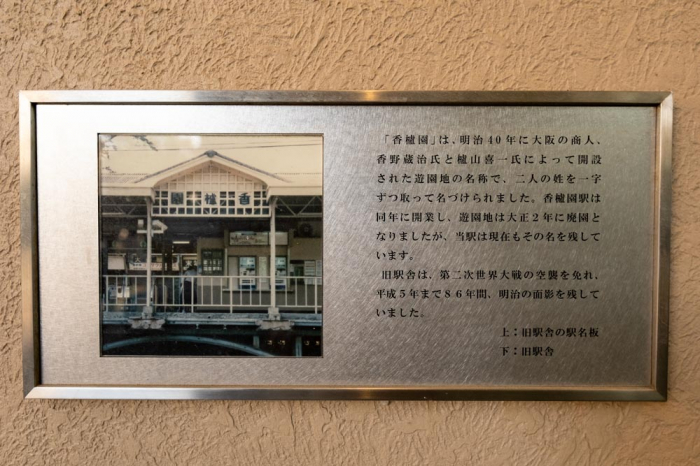 園櫨香
「香櫨園」は、明治40年に大阪の商人、
香野蔵治氏と櫨山喜一氏によって開設
された遊園地の名称で、二人の姓を一字
ずつ取って名づけられました。香櫨園駅は
同年に開業し、遊園地は大正2年に廃園と
なりましたが、当駅は現在もその名を残して
います。
旧駅舎は、第二次世界大戦の空襲を免れ、
平成5年まで86年間、明治の面影を残して
いました。
上：旧駅舎の駅名板
下：旧駅舎